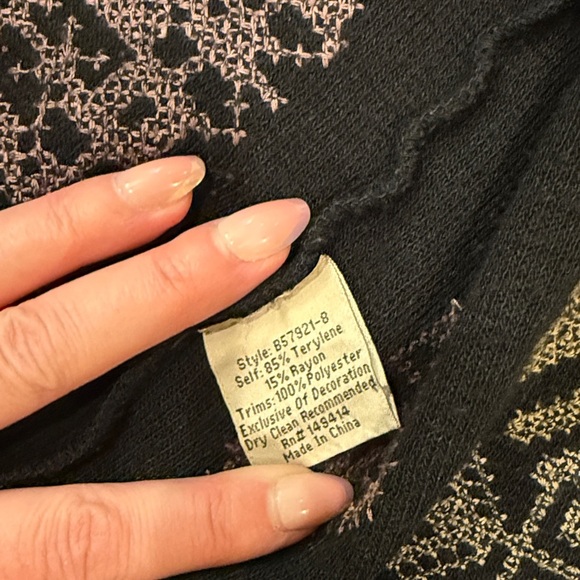 Style: B57921-8
Self: 85% Terylene
15% Rayon
Trims: 100% Polyester
Exclusive Of Decoration
Dry Clean Recommended
Rn# 149414
Made In China